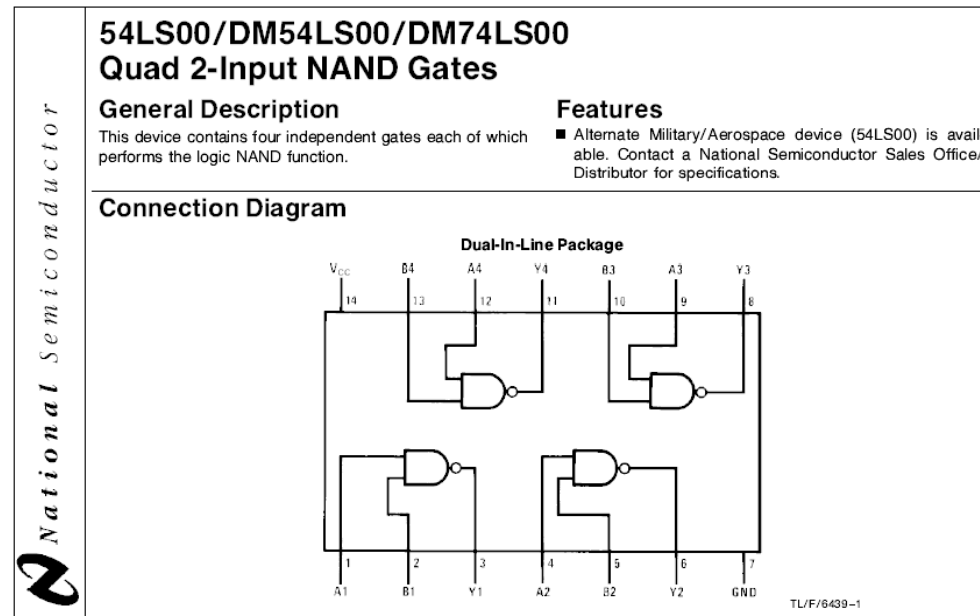 54LS00/DM54LS00/DM74LS00
Quad 2-Input NAND Gates
General Description
This device contains four independent gates each of which
performs the logic NAND function.
Features
■ Alternate Military/Aerospace device (54LS00) is avail
able. Contact a National Semiconductor Sales Office/
Distributor for specifications.
Connection Diagram
Dual-In-Line Package
VCC B4 A4 Y4 B3 A3 Y3
14 13 12 11 10 9 8
1 2 3 4 5 6 7
A1 B1 Y1 A2 B2 Y2 GND
TL/F/6439-1
National Semiconductor